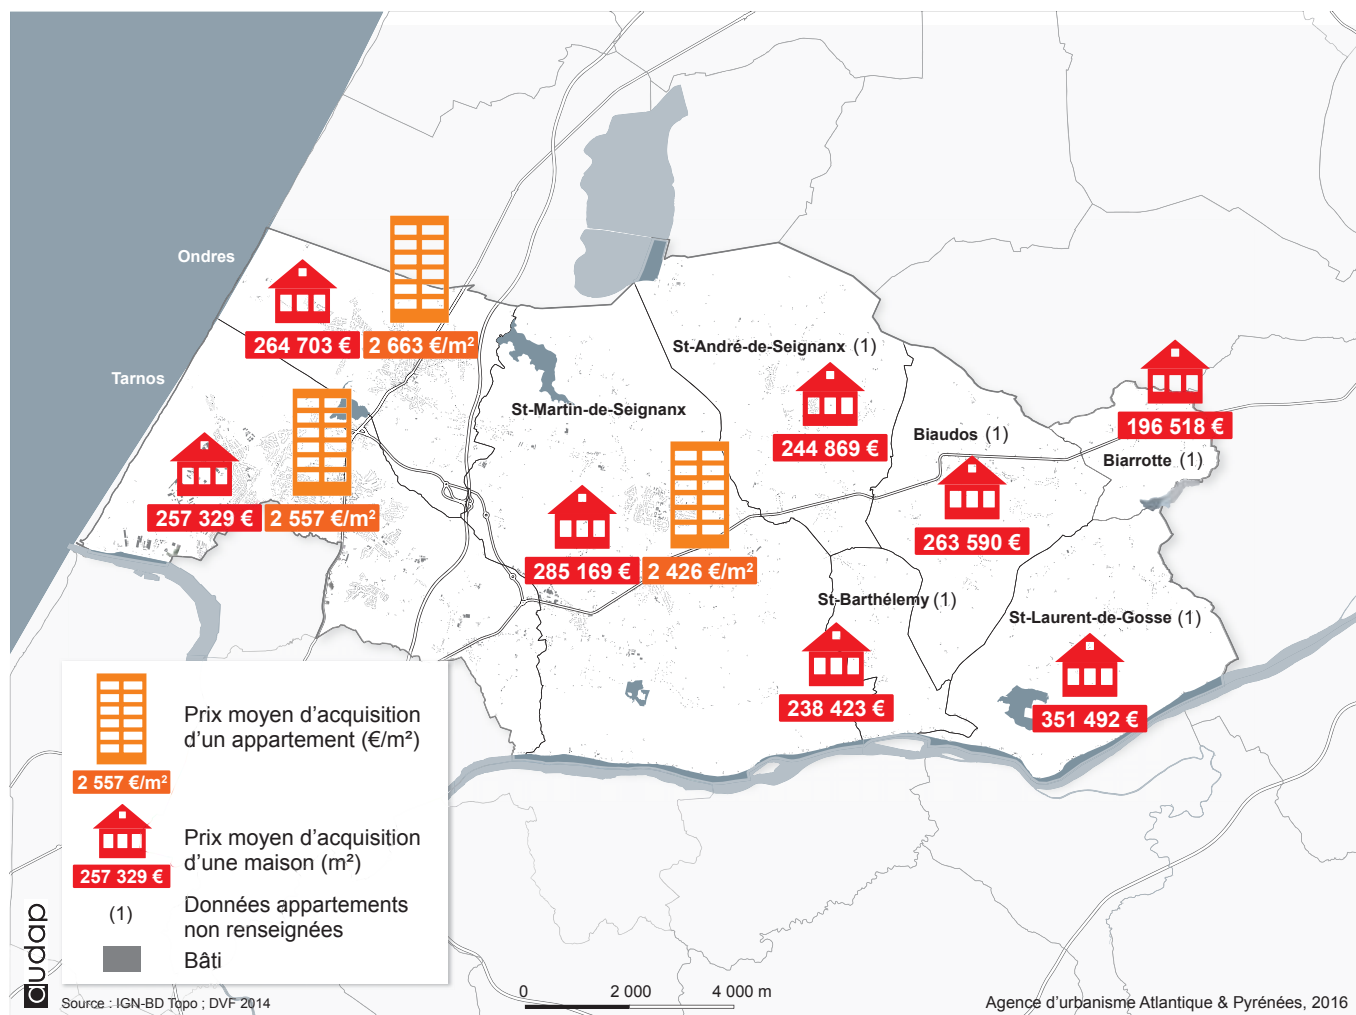 Ondres
264 703 €
2 663 €/m²
Tarnos
257 329 €
2 557 €/m²
St-Martin-de-Seignanx
285 169 €
2 426 €/m²
St-André-de-Seignanx (1)
244 869 €
Biaudos (1)
263 590 €
196 518 €
Biarrotte (1)
St-Barthélemy (1)
238 423 €
St-Laurent-de-Gosse (1)
351 492 €
2 557 €/m²
Prix moyen d’acquisition
d’un appartement (€/m²)
257 329 €
Prix moyen d’acquisition
d’une maison (m²)
(1)
Données appartements
non renseignées
Bâti
audap
Source : IGN-BD Topo ; DVF 2014
0 2 000 4 000 m
Agence d’urbanisme Atlantique & Pyrénées, 2016